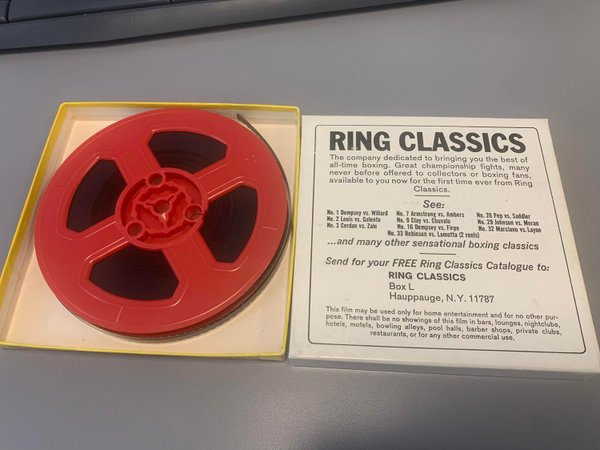 RING CLASSICS
The company dedicated to bringing you the best of
all-time boxing. Great championship fights, many
never before offered to collectors or boxing fans,
available to you now for the first time ever from Ring
Classics.
See:
No. 1 Dempsey vs. Willard No. 7 Armstrong vs. Ambers No. 26 Pep vs. Saddler
No. 2 Louis vs. Galento No. 9 Clay vs. Chuvalo No. 28 Johnson vs. Moran
No. 3 Cerdan vs. Zale No. 18 Dempsey vs. Firpo No. 32 Marciano vs. Layne
No. 33 Robinson vs. Lamotta (2 reels)
...and many other sensational boxing classics
Send for your FREE Ring Classics Catalogue to:
RING CLASSICS
Box L
Hauppauge, N.Y. 11787
This film may be used only for home entertainment and for no other pur-
pose. There shall be no showings of this film in bars, lounges, nightclubs,
hotels, motels, bowling alleys, pool halls, barber shops, private clubs,
restaurants, or for any other commercial use.